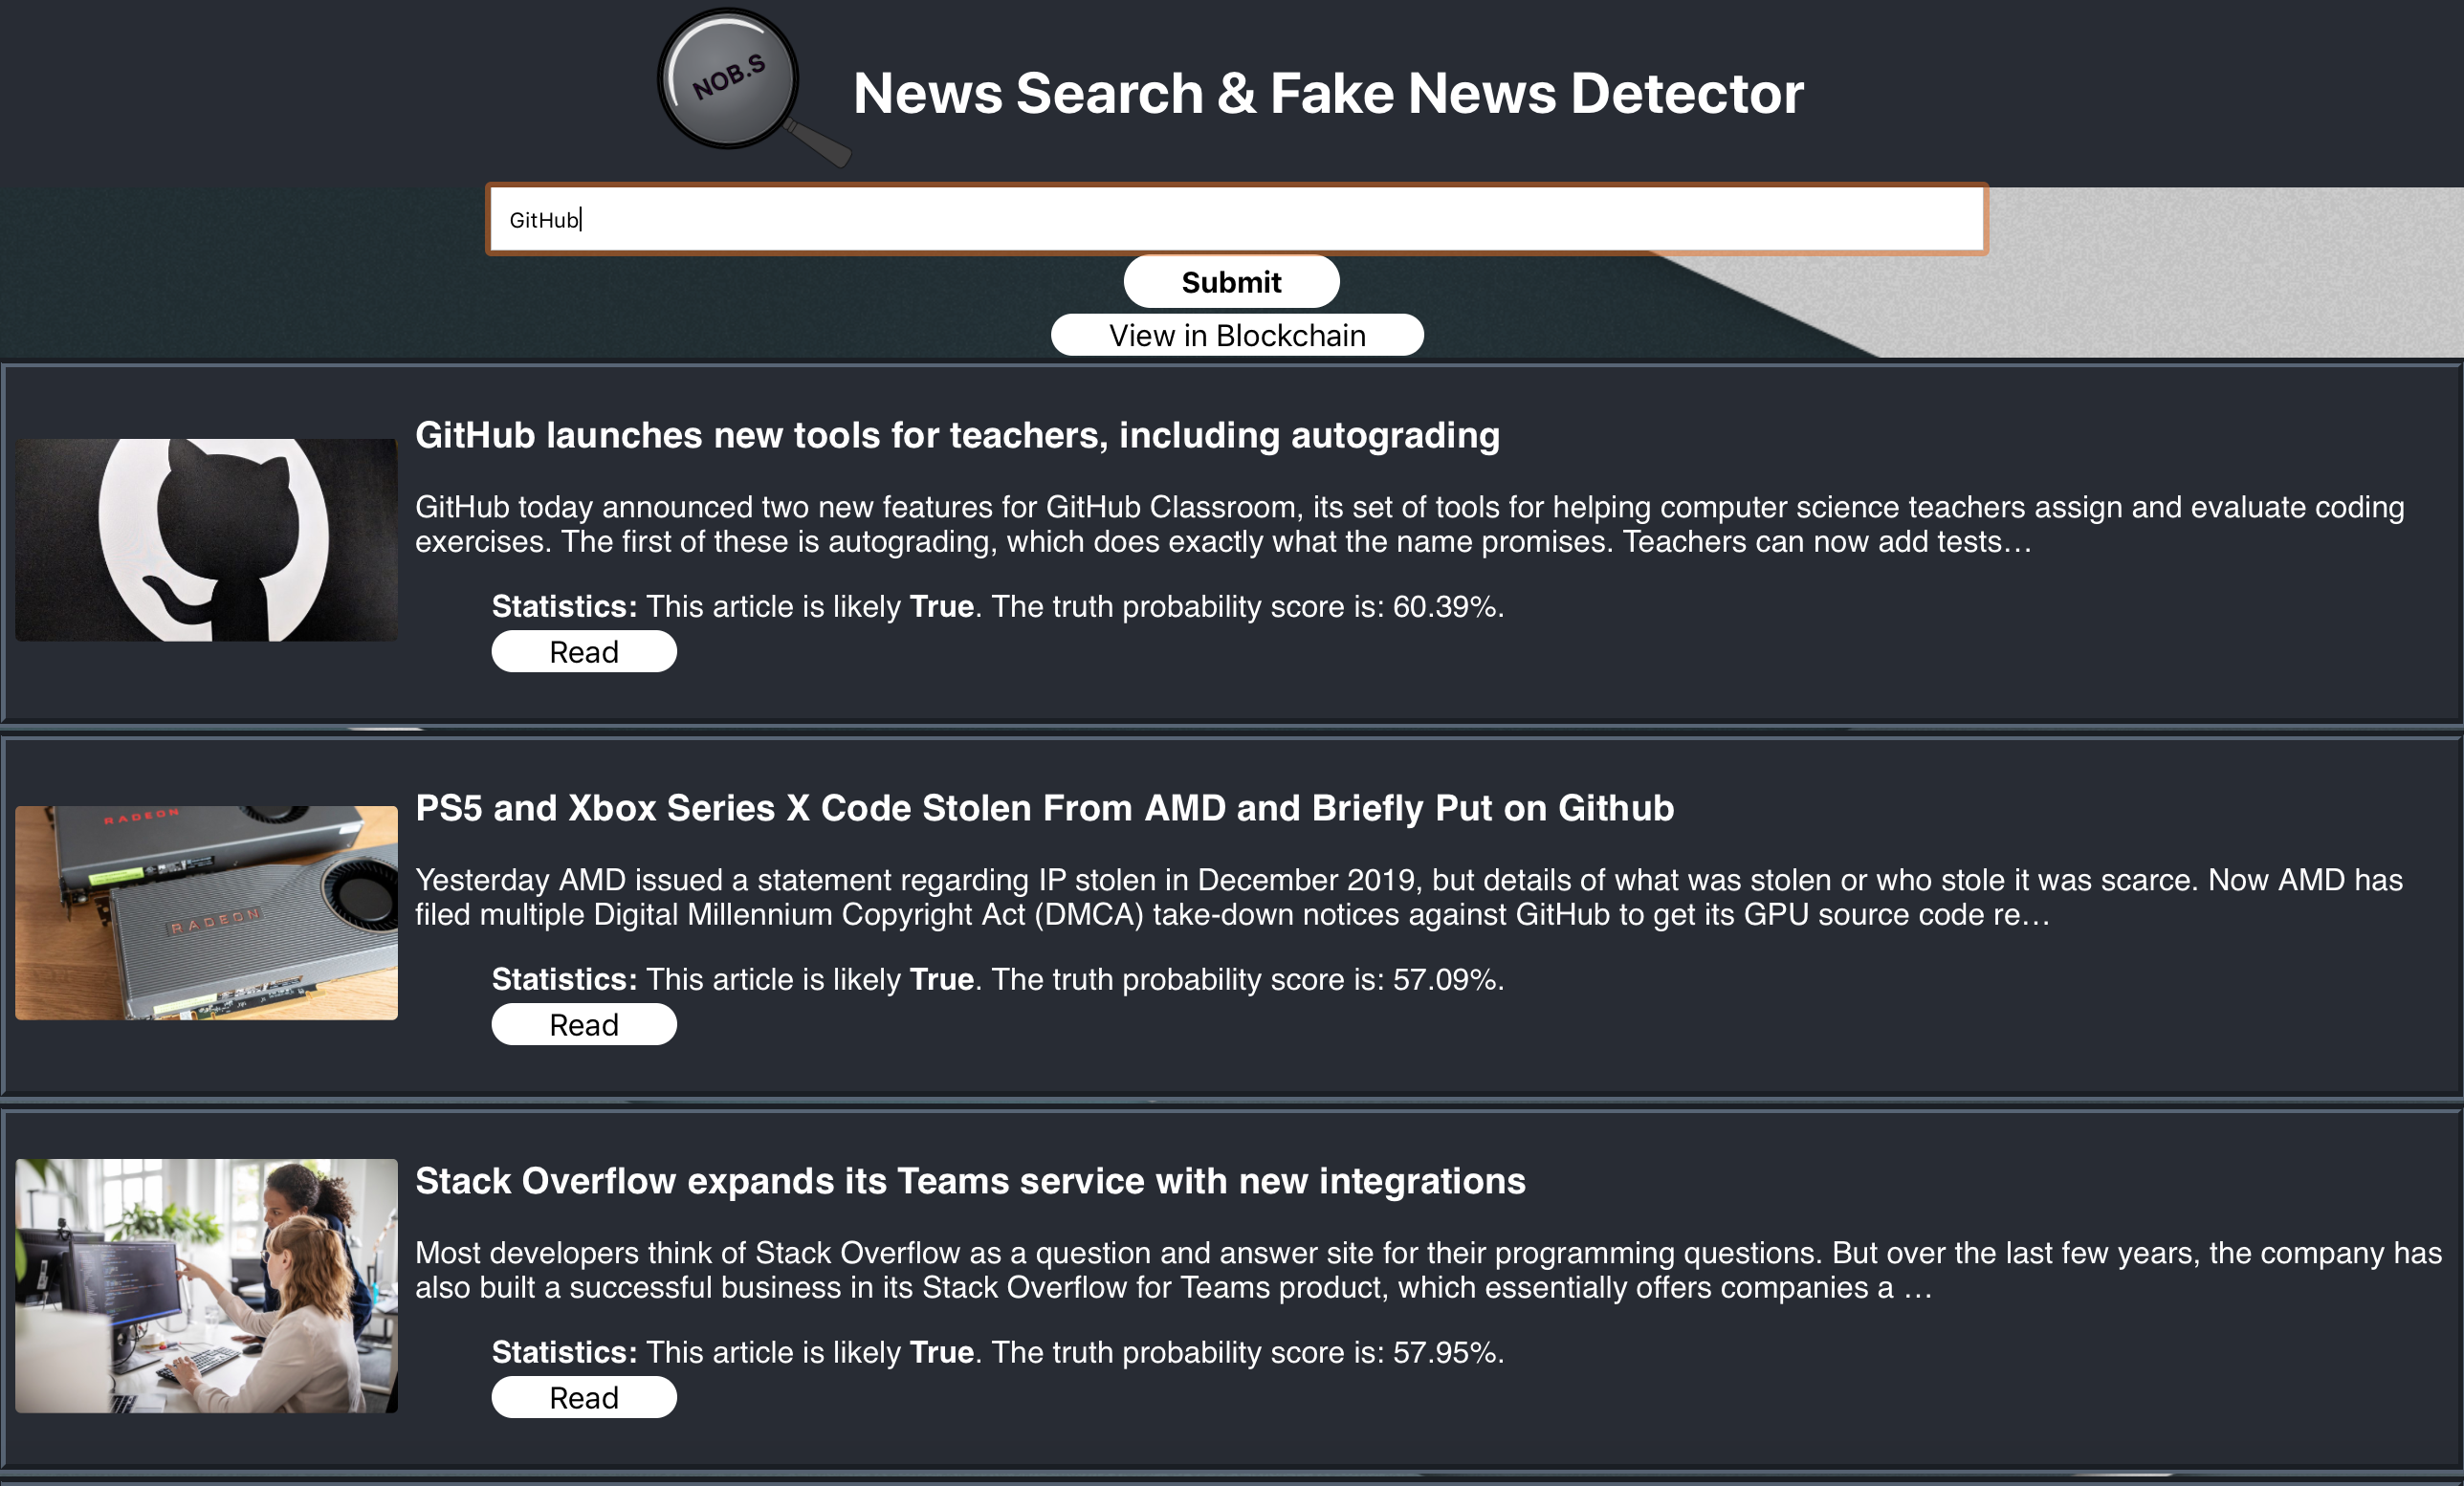 NOB.S
News Search & Fake News Detector
GitHub
Submit
View in Blockchain
GitHub launches new tools for teachers, including autograding
GitHub today announced two new features for GitHub Classroom, its set of tools for helping computer science teachers assign and evaluate coding
exercises. The first of these is autograding, which does exactly what the name promises. Teachers can now add tests…
Statistics: This article is likely True. The truth probability score is: 60.39%.
Read
RADEON
RADEON
PS5 and Xbox Series X Code Stolen From AMD and Briefly Put on Github
Yesterday AMD issued a statement regarding IP stolen in December 2019, but details of what was stolen or who stole it was scarce. Now AMD has
filed multiple Digital Millennium Copyright Act (DMCA) take-down notices against GitHub to get its GPU source code re…
Statistics: This article is likely True. The truth probability score is: 57.09%.
Read
Stack Overflow expands its Teams service with new integrations
Most developers think of Stack Overflow as a question and answer site for their programming questions. But over the last few years, the company has
also built a successful business in its Stack Overflow for Teams product, which essentially offers companies a …
Statistics: This article is likely True. The truth probability score is: 57.95%.
Read